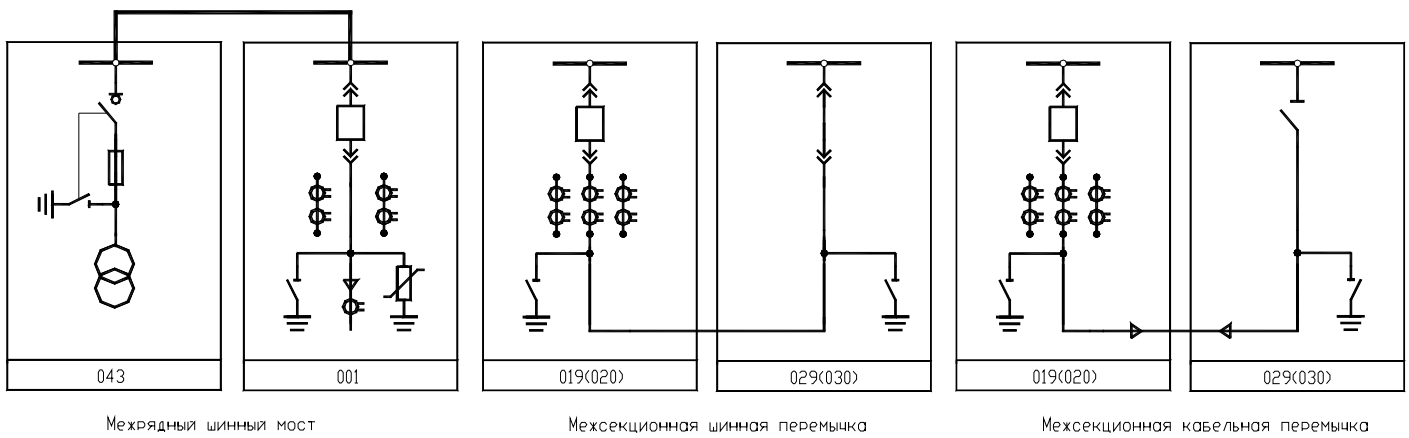 043 001 019(020) 029(030) 019(020) 029(030)
Межрядный шинный мост Межсекционная шинная перемычка Межсекционная кабельная перемычка